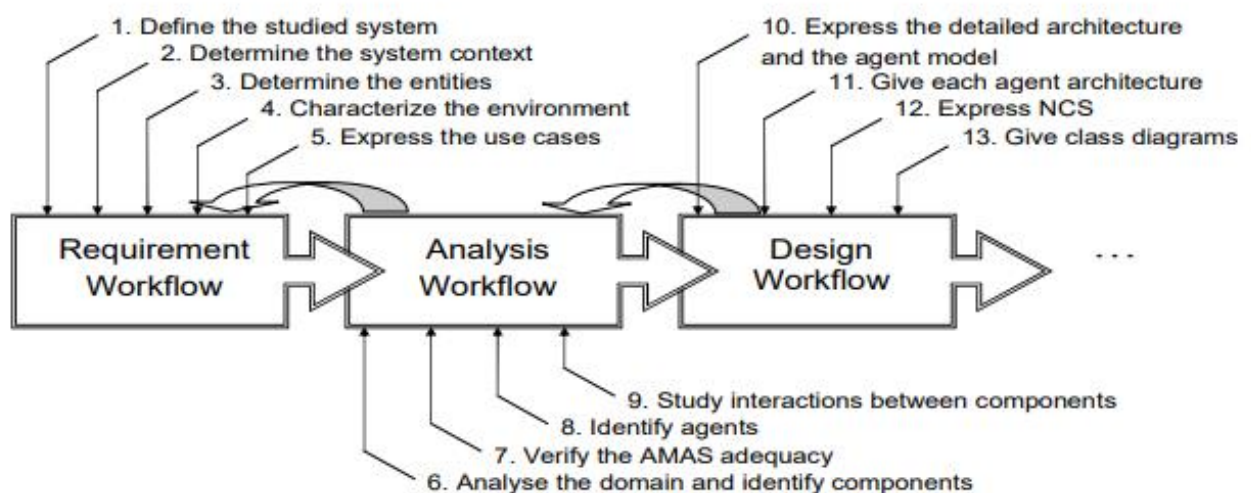 1. Define the studied system
2. Determine the system context
3. Determine the entities
4. Characterize the environment
5. Express the use cases
10. Express the detailed architecture
and the agent model
11. Give each agent architecture
12. Express NCS
13. Give class diagrams
Requirement
Workflow
Analysis
Workflow
Design
Workflow
...
9. Study interactions between components
8. Identify agents
7. Verify the AMAS adequacy
6. Analyse the domain and identify components